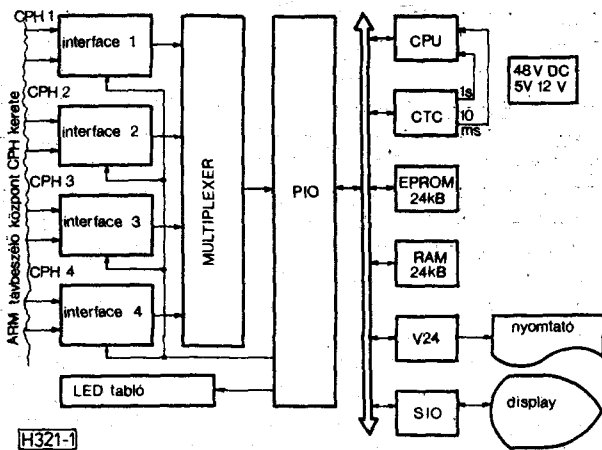 CPH 1
interface 1
CPH 2
interface 2
CPH 3
interface 3
CPH 4
interface 4
ARM távbeszélő központ CPH kerete
MULTIPLEXER
PIO
LED tabló
CPU
1s
CTC
10
ms
EPROM
24kB
RAM
24kB
V24
SIO
48V DC
5V 12 V
nyomtató
display
H321-1